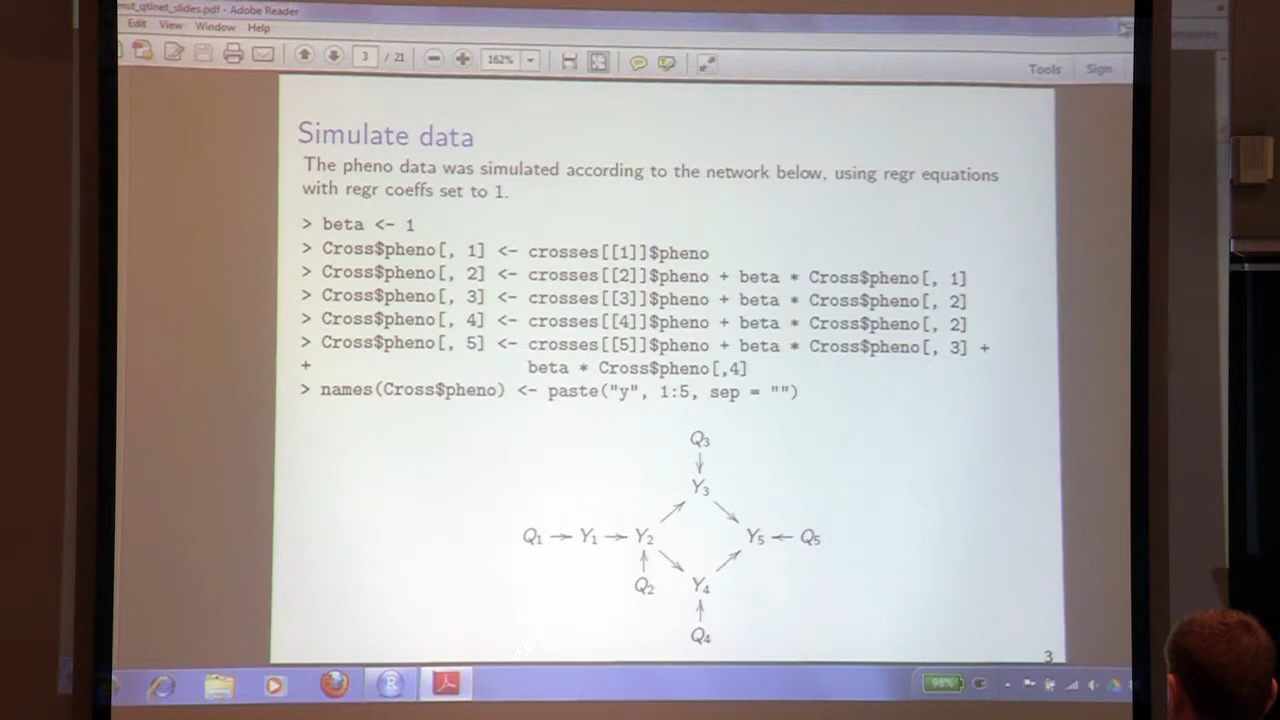 mst_qtlnet_slides.pdf - Adobe Reader
Edit View Window Help
3 / 21 162% Tools Sign
Simulate data
The pheno data was simulated according to the network below, using regr equations
with regr coeffs set to 1.
> beta <- 1
> Cross$pheno[, 1] <- crosses[[1]]$pheno
> Cross$pheno[, 2] <- crosses[[2]]$pheno + beta * Cross$pheno[, 1]
> Cross$pheno[, 3] <- crosses[[3]]$pheno + beta * Cross$pheno[, 2]
> Cross$pheno[, 4] <- crosses[[4]]$pheno + beta * Cross$pheno[, 2]
> Cross$pheno[, 5] <- crosses[[5]]$pheno + beta * Cross$pheno[, 3] +
+ beta * Cross$pheno[,4]
> names(Cross$pheno) <- paste("y", 1:5, sep = "")
Q3
Y3
Q1 → Y1 → Y2 Y5 ← Q5
Q2 Y4
Q4
3
98%